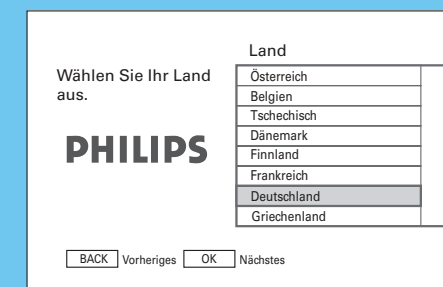 Land
Wählen Sie Ihr Land
aus.
PHILIPS
Österreich
Belgien
Tschechisch
Dänemark
Finnland
Frankreich
Deutschland
Griechenland
BACK Vorheriges OK Nächstes